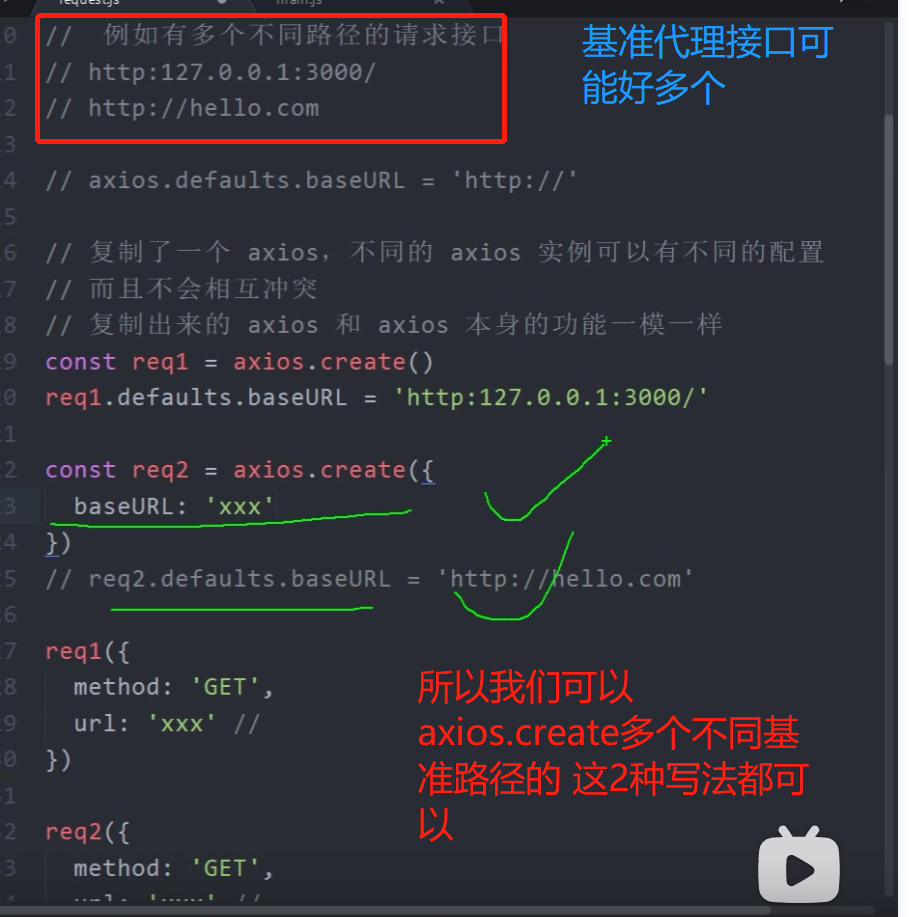 request.js
main.js
10 // 例如有多个不同路径的请求接口
11 // http:127.0.0.1:3000/
12 // http://hello.com
基准代理接口可
能好多个
13
14 // axios.defaults.baseURL = 'http://'
15
16 // 复制了一个 axios，不同的 axios 实例可以有不同的配置
17 // 而且不会相互冲突
18 // 复制出来的 axios 和 axios 本身的功能一模一样
19 const req1 = axios.create()
20 req1.defaults.baseURL = 'http:127.0.0.1:3000/'
21
22 const req2 = axios.create({
23 baseURL: 'xxx'
24 })
25 // req2.defaults.baseURL = 'http://hello.com'
26
27 req1({
28 method: 'GET',
29 url: 'xxx' //
30 })
31
32 req2({
33 method: 'GET',
34 url: 'xxx' //
所以我们可以
axios.create多个不同基
准路径的 这2种写法都可
以